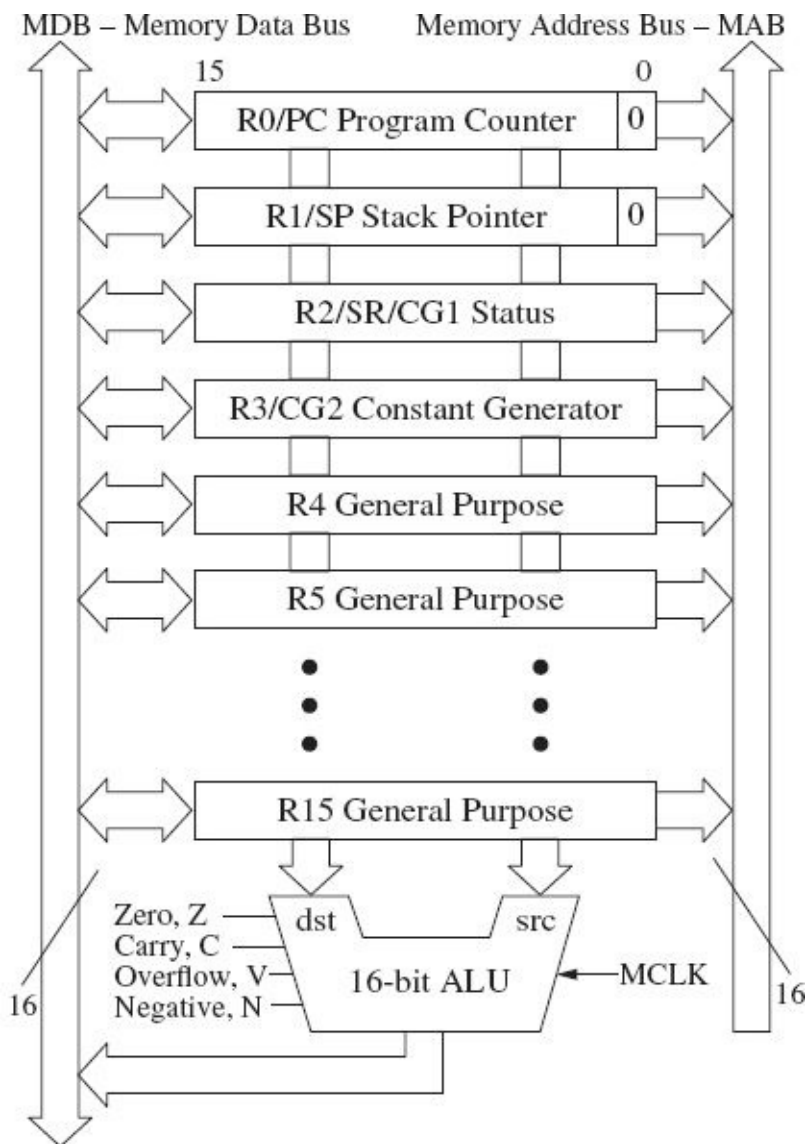 MDB – Memory Data Bus
Memory Address Bus – MAB
15
0
R0/PC Program Counter
0
R1/SP Stack Pointer
0
R2/SR/CG1 Status
R3/CG2 Constant Generator
R4 General Purpose
R5 General Purpose
R15 General Purpose
Zero, Z
Carry, C
Overflow, V
Negative, N
dst
src
16-bit ALU
MCLK
16
16